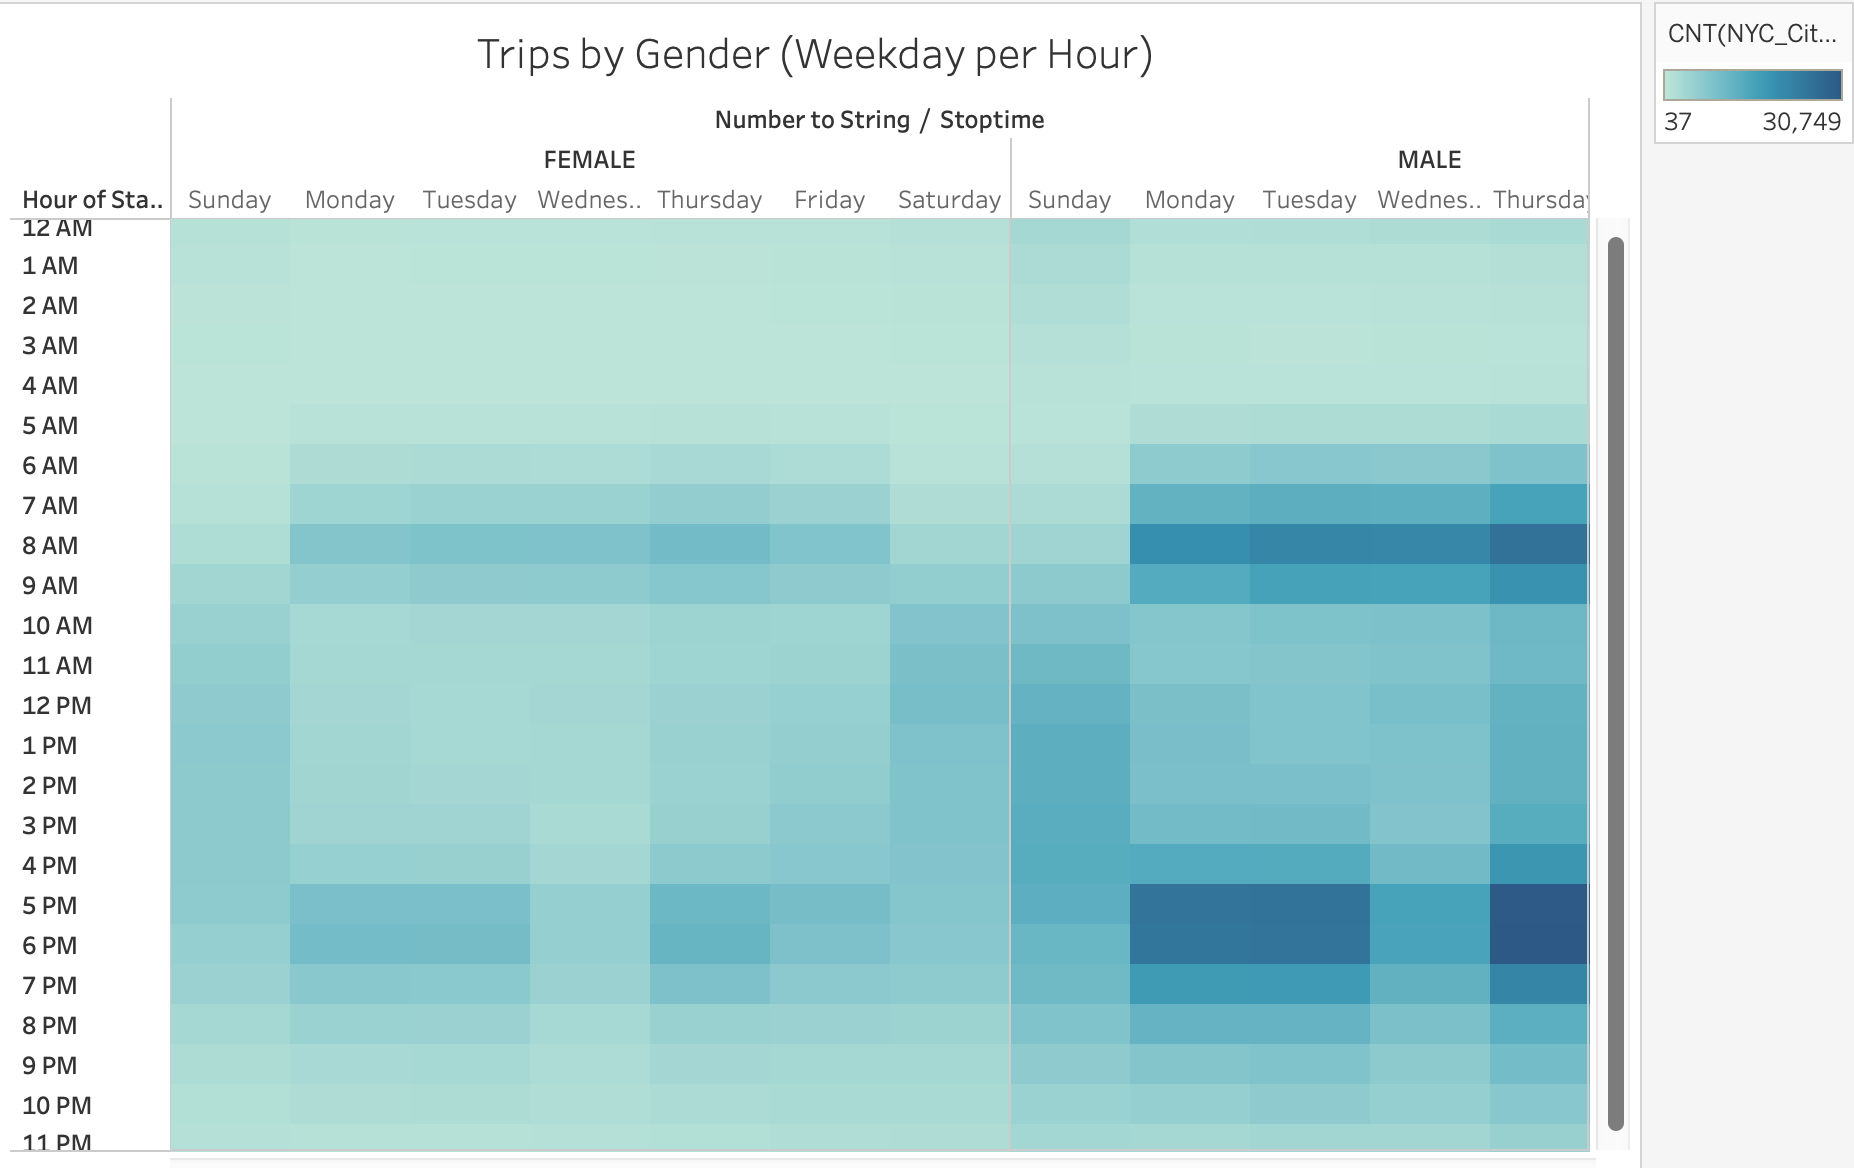 Trips by Gender (Weekday per Hour)
CNT(NYC_Cit...
37 30,749
Number to String / Stoptime
FEMALE MALE
Hour of Sta.. Sunday Monday Tuesday Wednes.. Thursday Friday Saturday Sunday Monday Tuesday Wednes.. Thursday
12 AM
1 AM
2 AM
3 AM
4 AM
5 AM
6 AM
7 AM
8 AM
9 AM
10 AM
11 AM
12 PM
1 PM
2 PM
3 PM
4 PM
5 PM
6 PM
7 PM
8 PM
9 PM
10 PM
11 PM